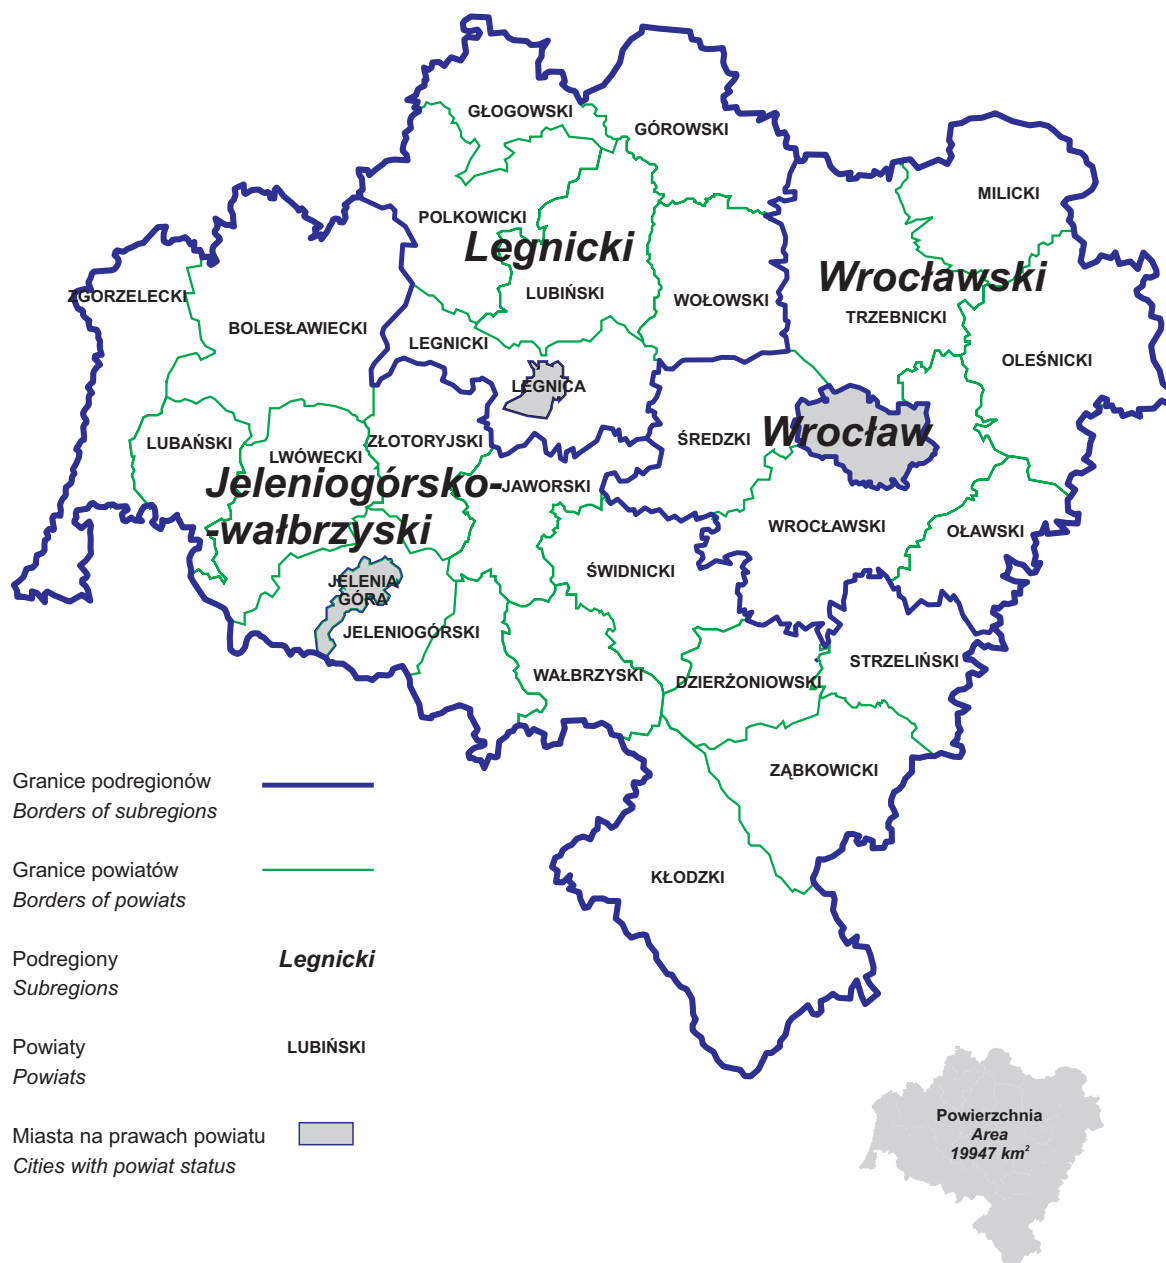 GŁOGOWSKI
GÓROWSKI
MILICKI
POLKOWICKI
Legnicki
Wrocławski
ZGORZELECKI
LUBIŃSKI
WOŁOWSKI
TRZEBNICKI
BOLESŁAWIECKI
LEGNICKI
OLEŚNICKI
LEGNICA
LUBAŃSKI
LWÓWECKI
ZŁOTORYJSKI
ŚREDZKI
Wrocław
Jeleniogórsko-
-wałbrzyski
JAWORSKI
WROCŁAWSKI
OŁAWSKI
ŚWIDNICKI
JELENIA
GÓRA
JELENIOGÓRSKI
STRZELIŃSKI
WAŁBRZYSKI
DZIERŻONIOWSKI
ZĄBKOWICKI
KŁODZKI
Granice podregionów
Borders of subregions
Granice powiatów
Borders of powiats
Podregiony
Subregions
Legnicki
Powiaty
Powiats
LUBIŃSKI
Miasta na prawach powiatu
Cities with powiat status
Powierzchnia
Area
19947 km²